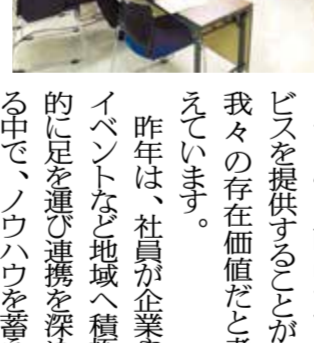 ビスを提供することが
我々の存在価値だと考
えています。
昨年は、社員が企業や
イベントなど地域へ積極
的に足を運び連携を深め
る中で、ノウハウを蓄